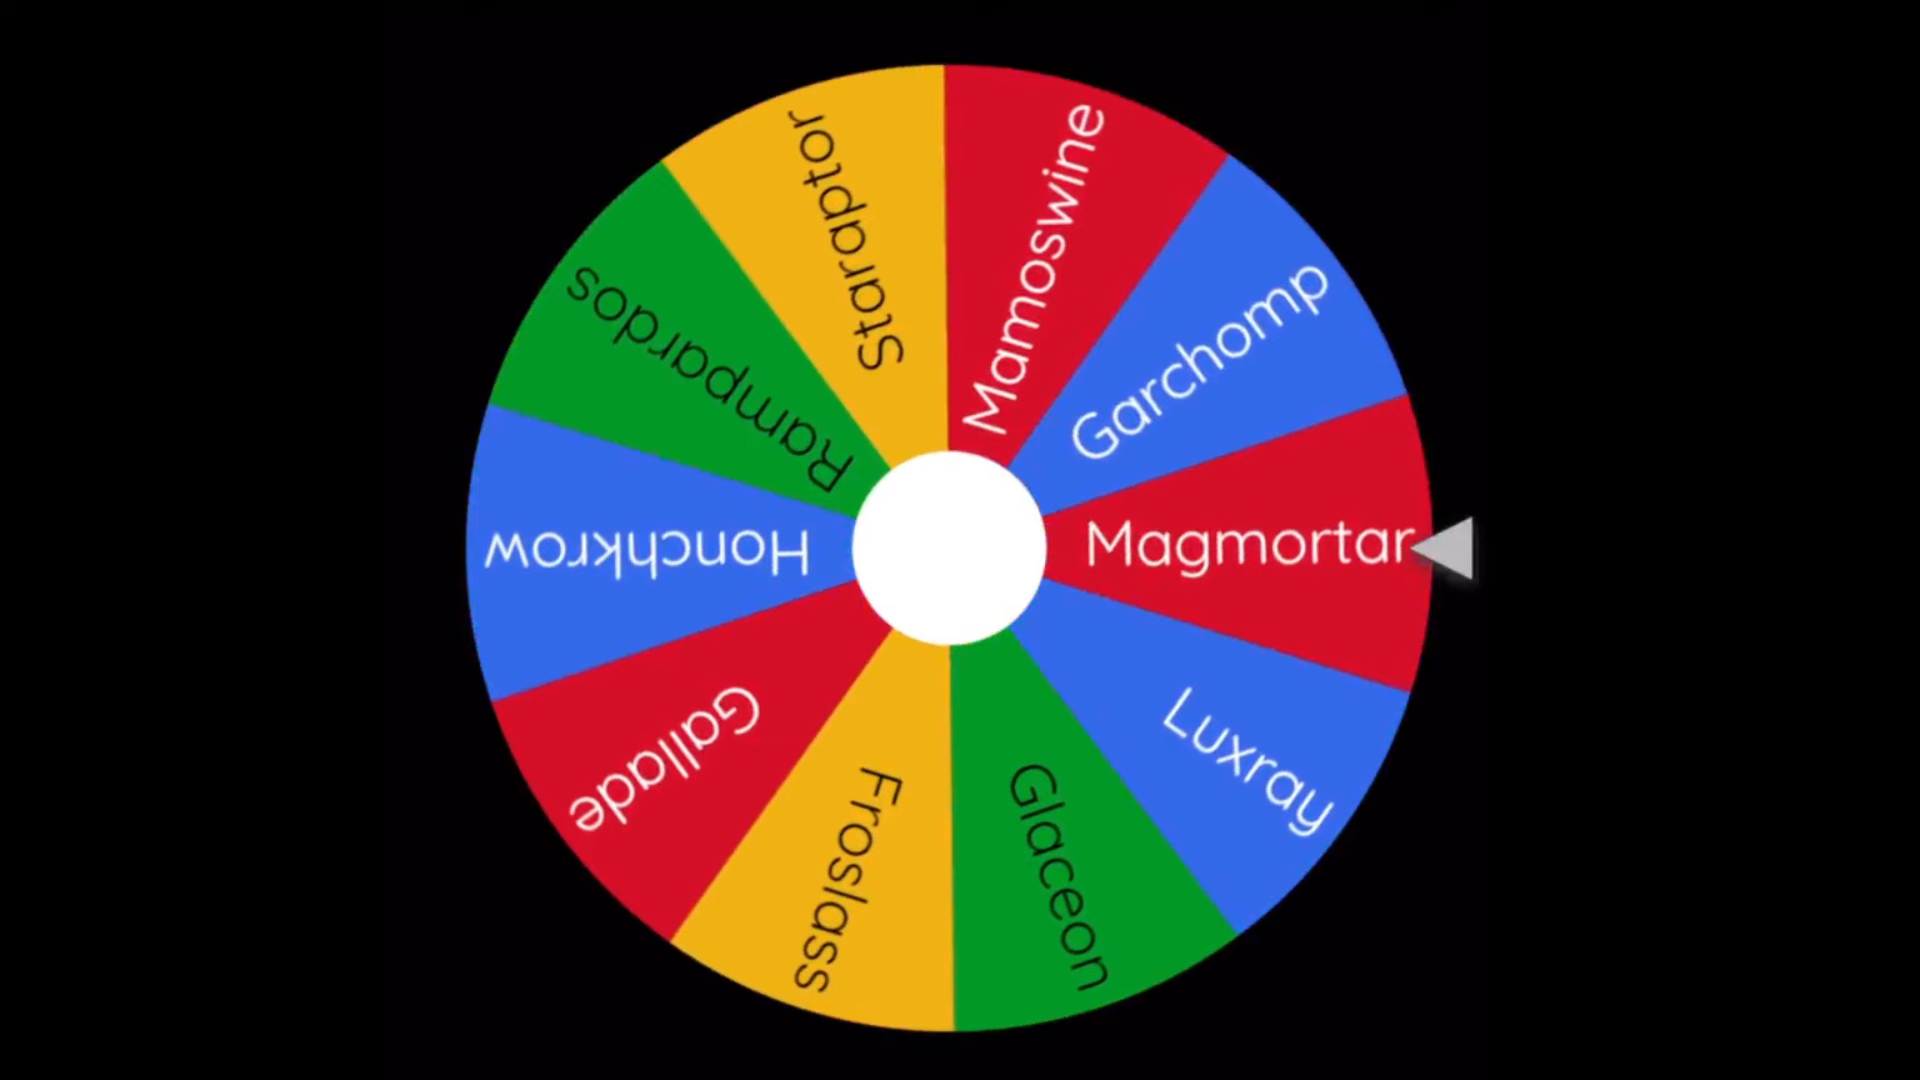 Mamoswine
Garchomp
Magmortar
Luxray
Glaceon
Froslass
Gallade
Honchkrow
Rampardos
Staraptor